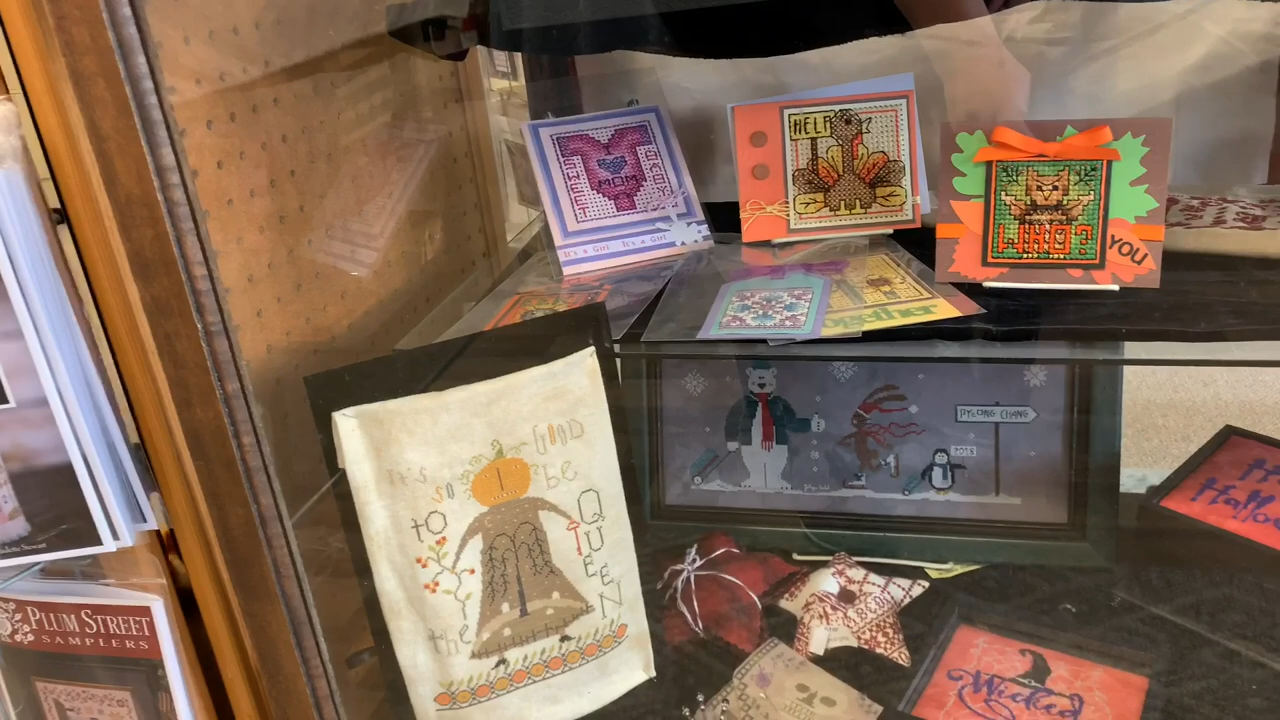 HELP
MOM
It's a Girl It's a Girl
WHO?
YOU
together
GOOD
It's so
be
to
QUEEN
the
PYEONG CHANG
2018
Wicked
PLUM STREET
SAMPLERS